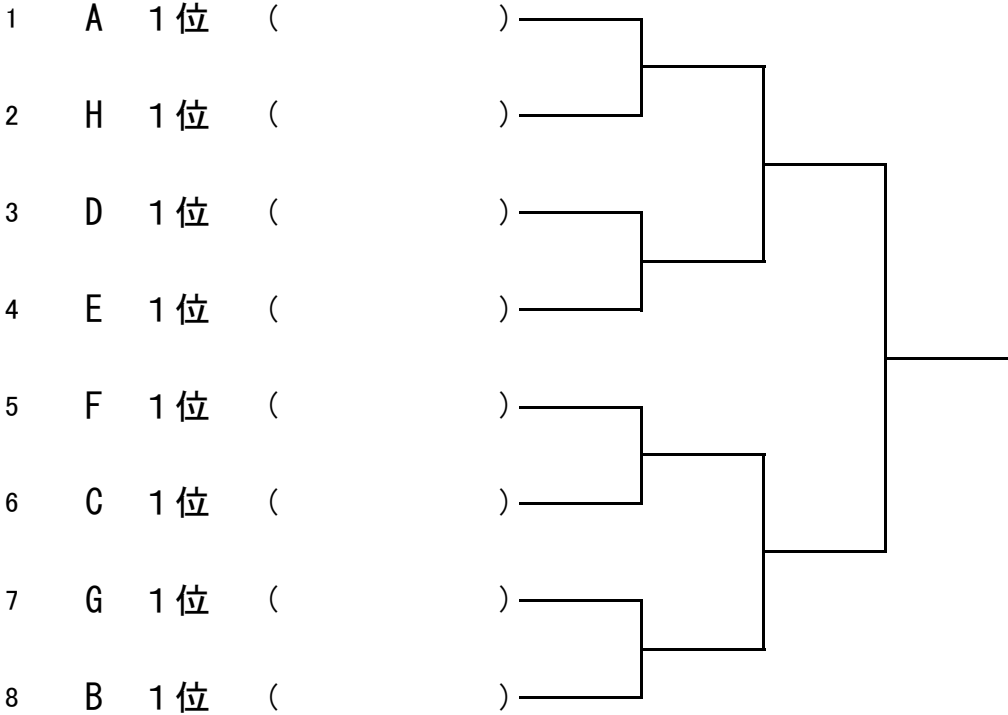 1 A 1位 ( )
2 H 1位 ( )
3 D 1位 ( )
4 E 1位 ( )
5 F 1位 ( )
6 C 1位 ( )
7 G 1位 ( )
8 B 1位 ( )